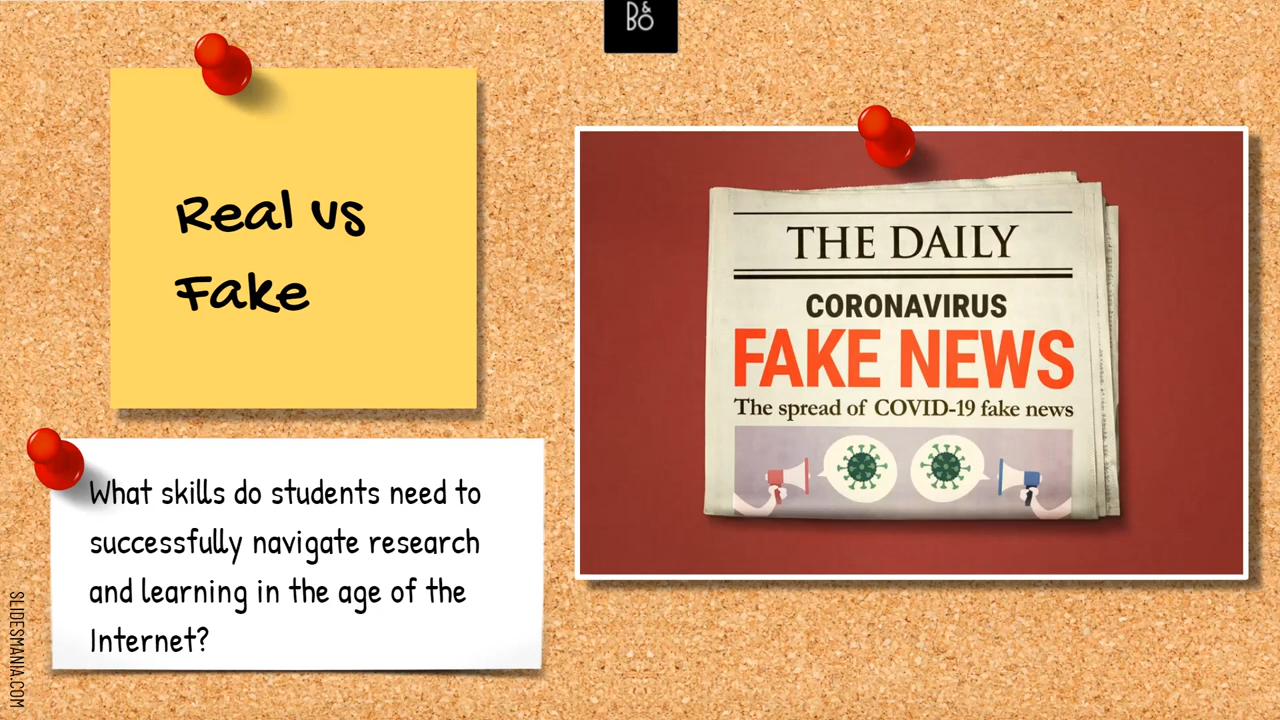 D&
BO
Real vs
Fake
THE DAILY
CORONAVIRUS
FAKE NEWS
The spread of COVID-19 fake news
What skills do students need to
successfully navigate research
and learning in the age of the
Internet?
SLIDESMANIA.COM